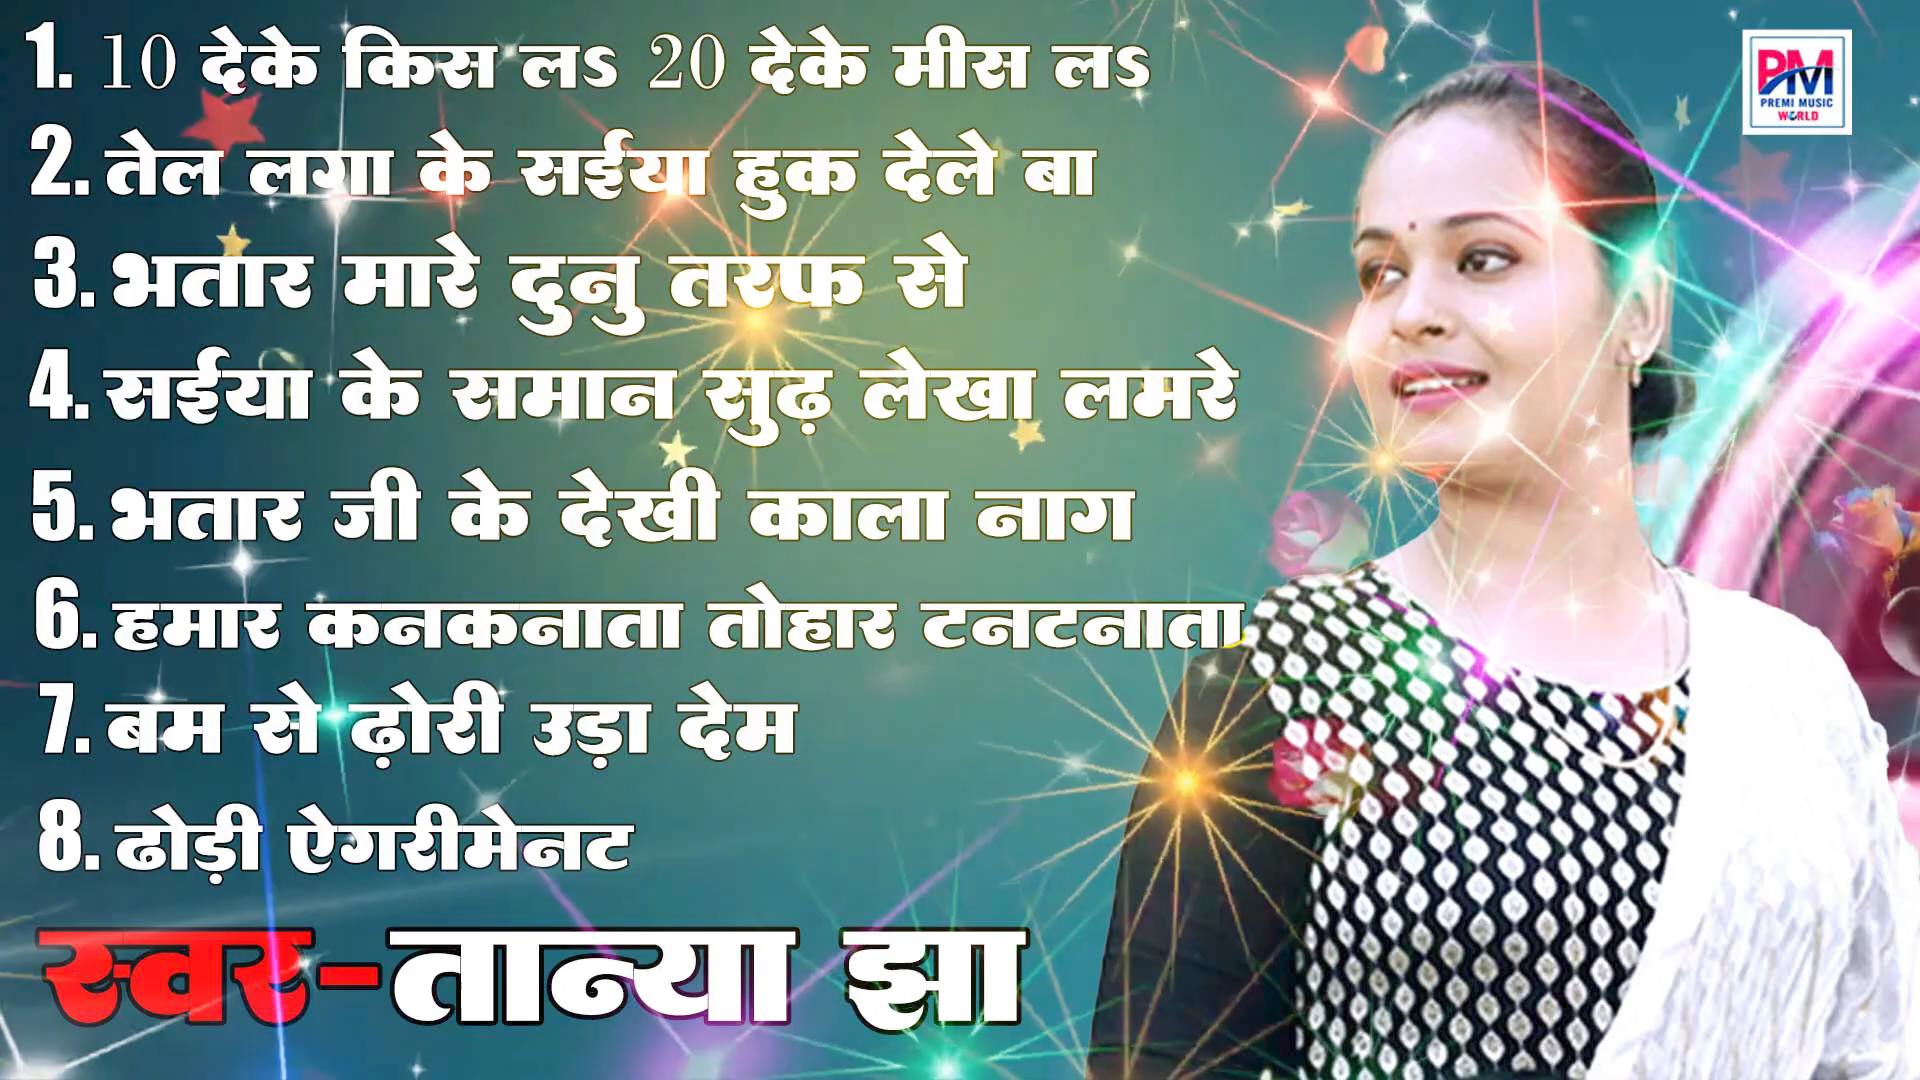 1. 10 देके किस लऽ 20 देके मीस लऽ
2. तेल लगा के सईया हुक देले बा
3. भतार मारे दुनु तरफ से
4. सईया के समान सुढ़ लेखा लमरे
5. भतार जी के देखी काला नाग
6. हमार कनकनाता तोहार टनटनाता
7. बम से ढ़ोरी उड़ा देम
8. ढोड़ी ऐगरीमेनट
स्वर-तान्या झा
PM
PREMI MUSIC
WORLD